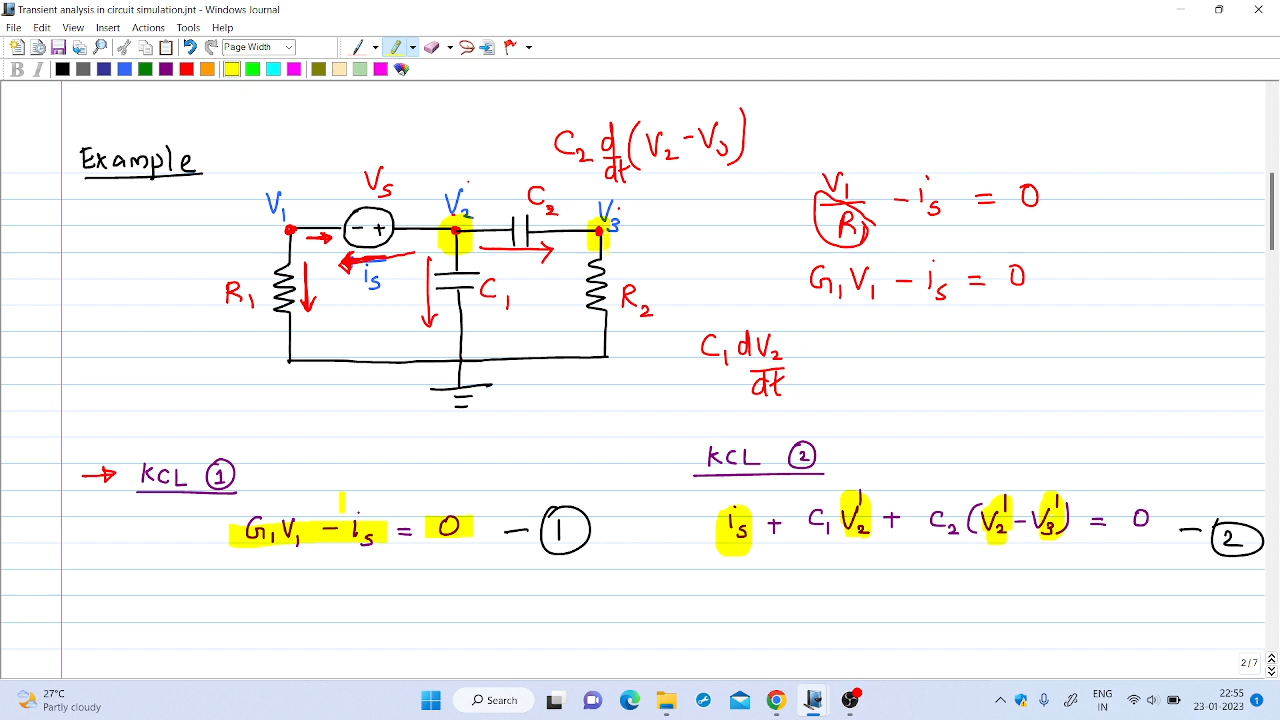 Transient analysis in circuit simulation.jnt - Windows Journal
File Edit View Insert Actions Tools Help
Page Width
B I
Example
C₂ d/dt (V₂ - V₃)
V₁ Vs V₂ C₂ V₃
V₁/R₁ - is = 0
is
R₁ C₁ R₂
G₁V₁ - is = 0
C₁ dV₂/dt
→ KCL ①
KCL ②
G₁V₁ - is = 0 — ①
is + C₁ V₂' + C₂ (V₂' - V₃') = 0 — ②
2/7
27°C
Partly cloudy
Search
ENG
IN
22:55
23-01-2023
1